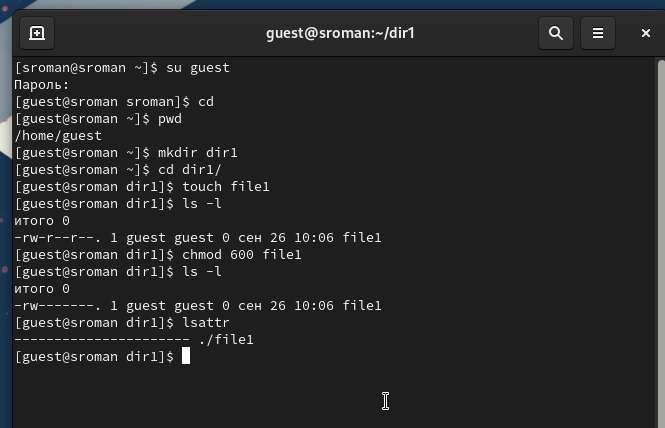 guest@sroman:~/dir1
[sroman@sroman ~]$ su guest
Пароль:
[guest@sroman sroman]$ cd
[guest@sroman ~]$ pwd
/home/guest
[guest@sroman ~]$ mkdir dir1
[guest@sroman ~]$ cd dir1/
[guest@sroman dir1]$ touch file1
[guest@sroman dir1]$ ls -l
итого 0
-rw-r--r--. 1 guest guest 0 сен 26 10:06 file1
[guest@sroman dir1]$ chmod 600 file1
[guest@sroman dir1]$ ls -l
итого 0
-rw-------. 1 guest guest 0 сен 26 10:06 file1
[guest@sroman dir1]$ lsattr
---------------------- ./file1
[guest@sroman dir1]$